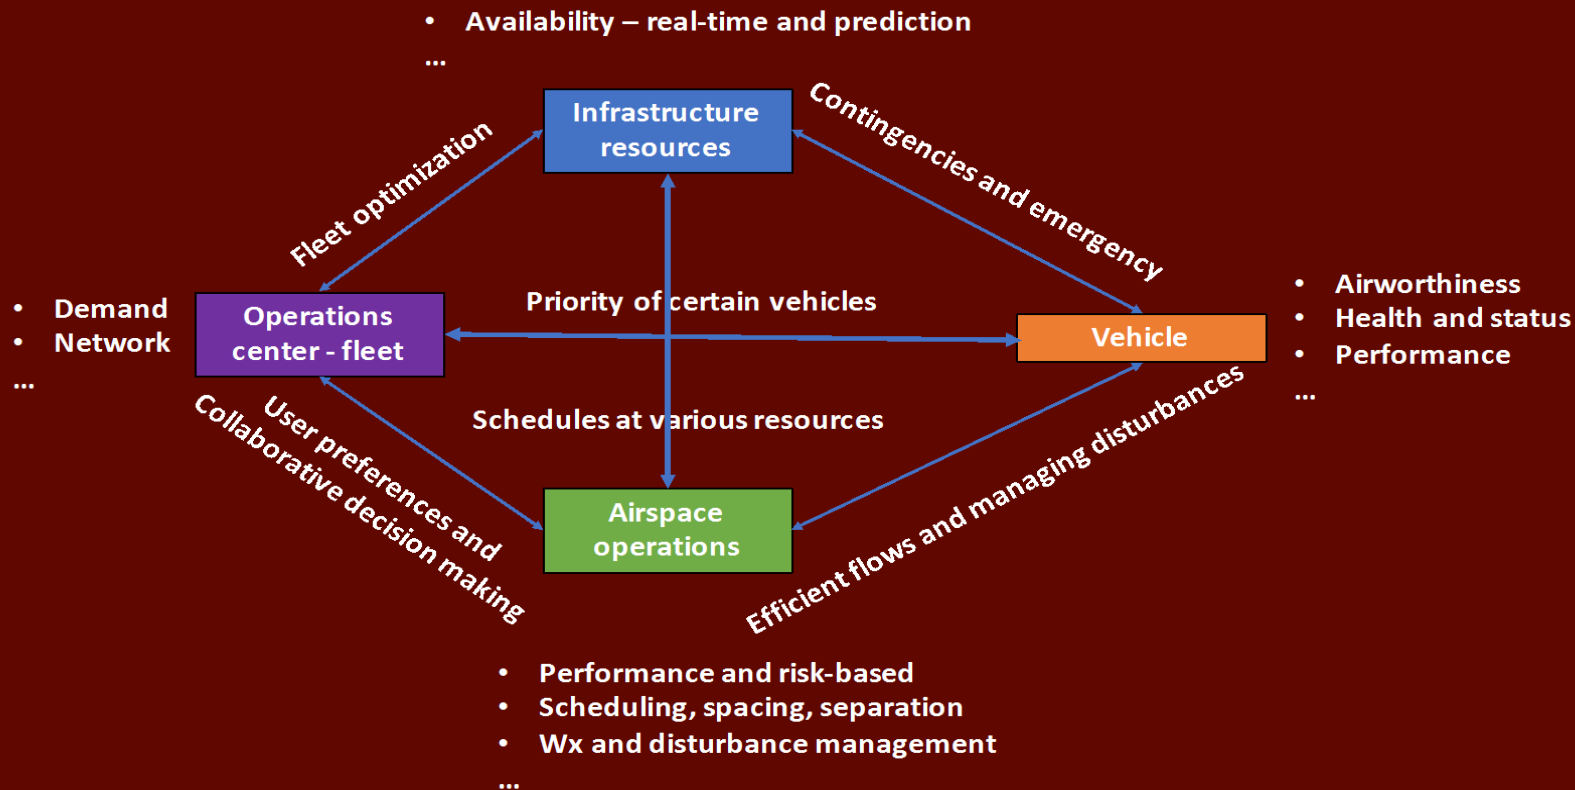 • Availability – real-time and prediction
...
Infrastructure
resources
Contingencies and emergency
Fleet optimization
• Demand
• Network
...
Operations
center - fleet
Priority of certain vehicles
Vehicle
• Airworthiness
• Health and status
• Performance
...
Schedules at various resources
User preferences and
Collaborative decision making
Airspace
operations
Efficient flows and managing disturbances
• Performance and risk-based
• Scheduling, spacing, separation
• Wx and disturbance management
...